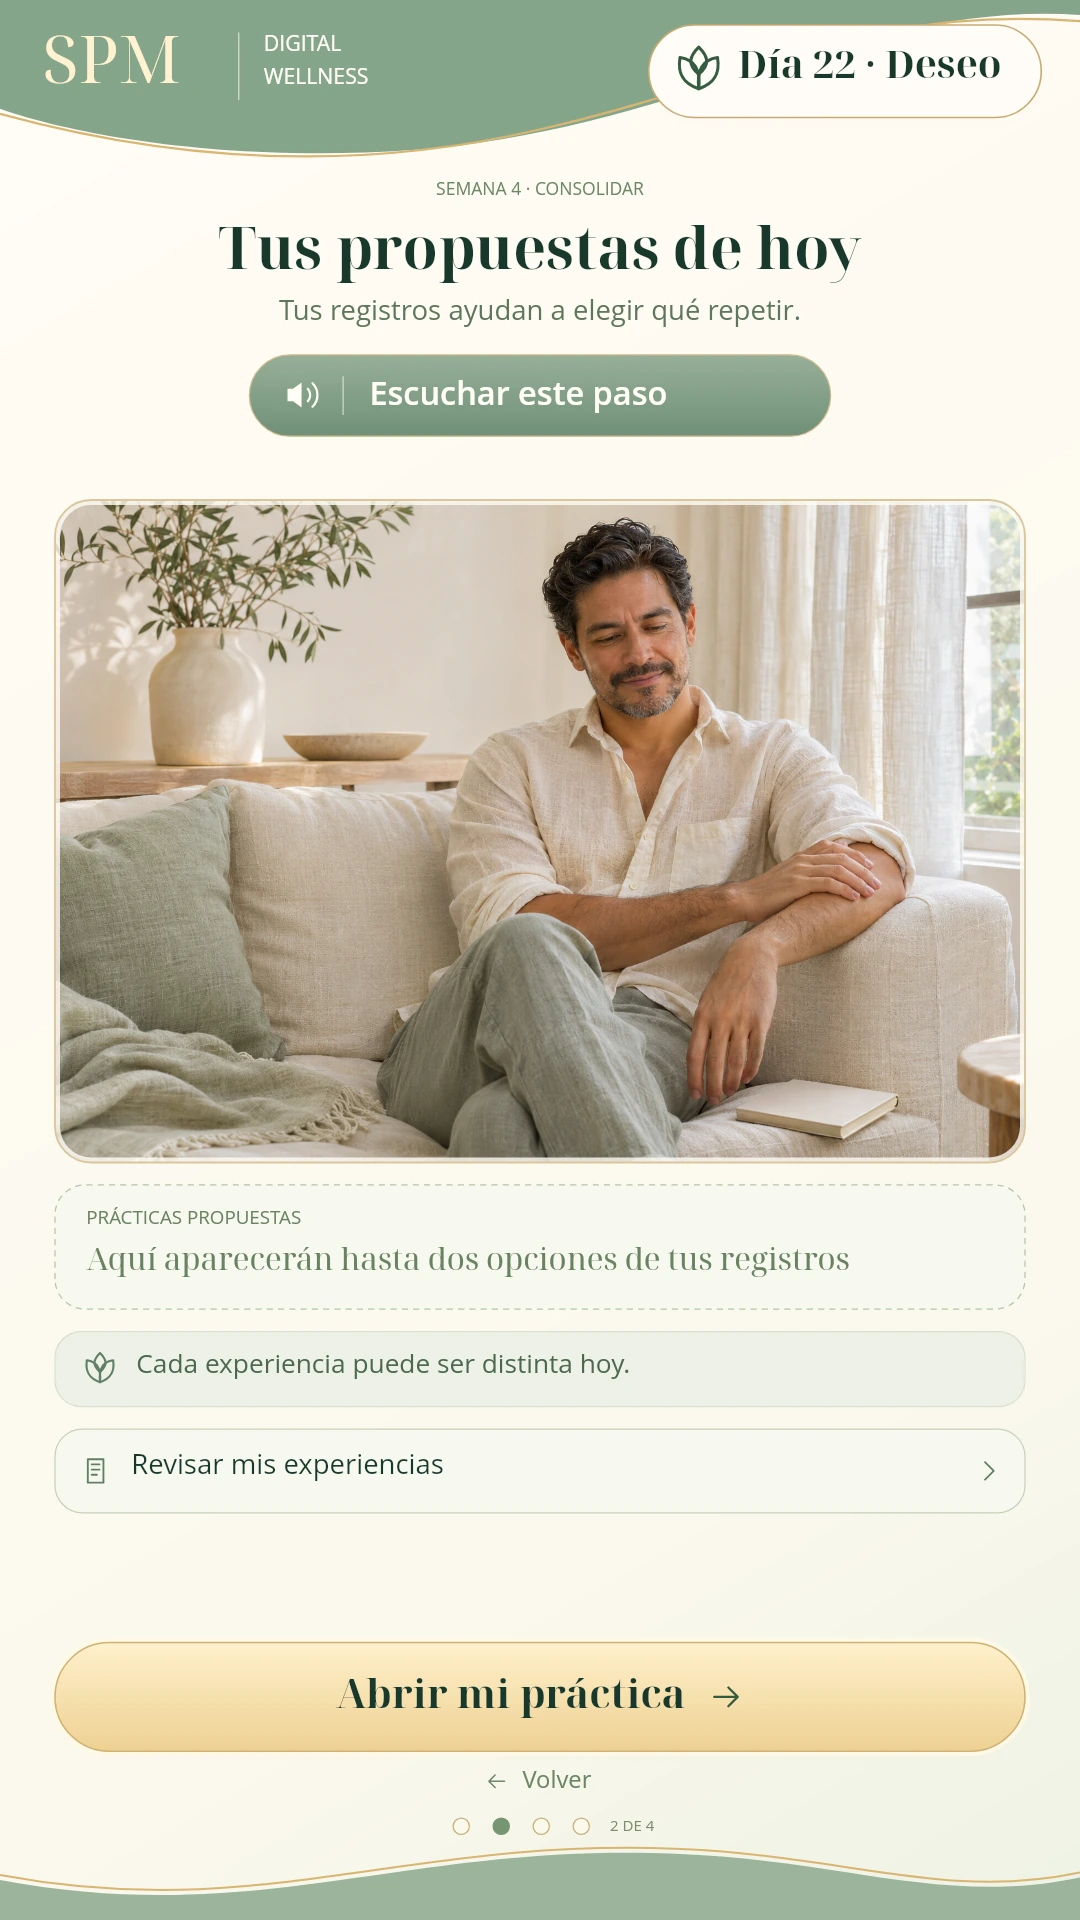 SPM
DIGITAL
WELLNESS
Día 22 · Deseo
SEMANA 4 · CONSOLIDAR
Tus propuestas de hoy
Tus registros ayudan a elegir qué repetir.
Escuchar este paso
PRÁCTICAS PROPUESTAS
Aquí aparecerán hasta dos opciones de tus registros
Cada experiencia puede ser distinta hoy.
Revisar mis experiencias
Abrir mi práctica →
← Volver
2 DE 4